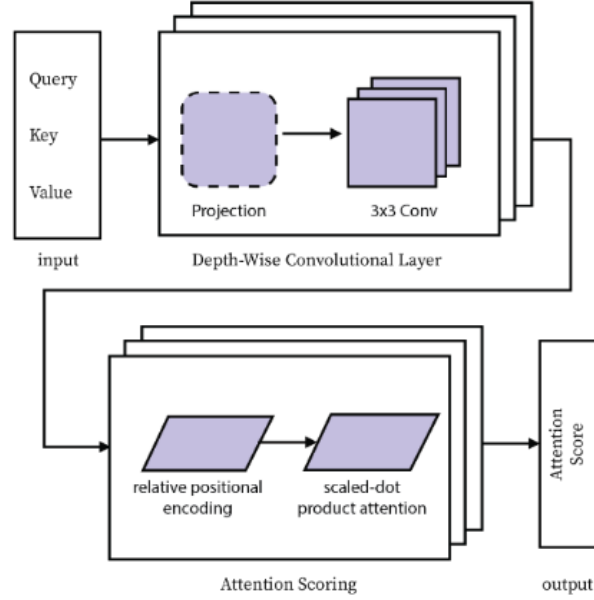 Query
Key
Value
input
Projection
3x3 Conv
Depth-Wise Convolutional Layer
relative positional
encoding
scaled-dot
product attention
Attention Scoring
Attention
Score
output